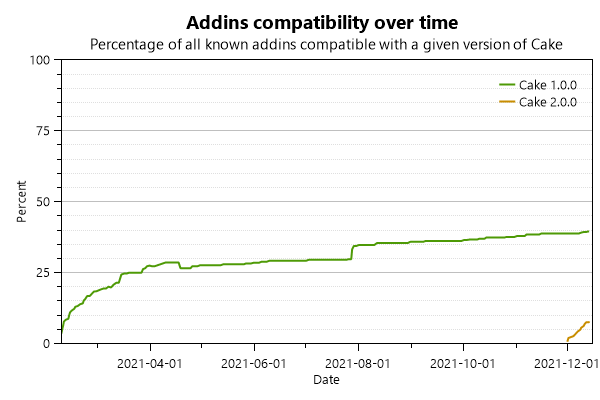 Addins compatibility over time
Percentage of all known addins compatible with a given version of Cake
100
Cake 1.0.0
Cake 2.0.0
75
50
Percent
25
0
2021-04-01 2021-06-01 2021-08-01 2021-10-01 2021-12-01
Date